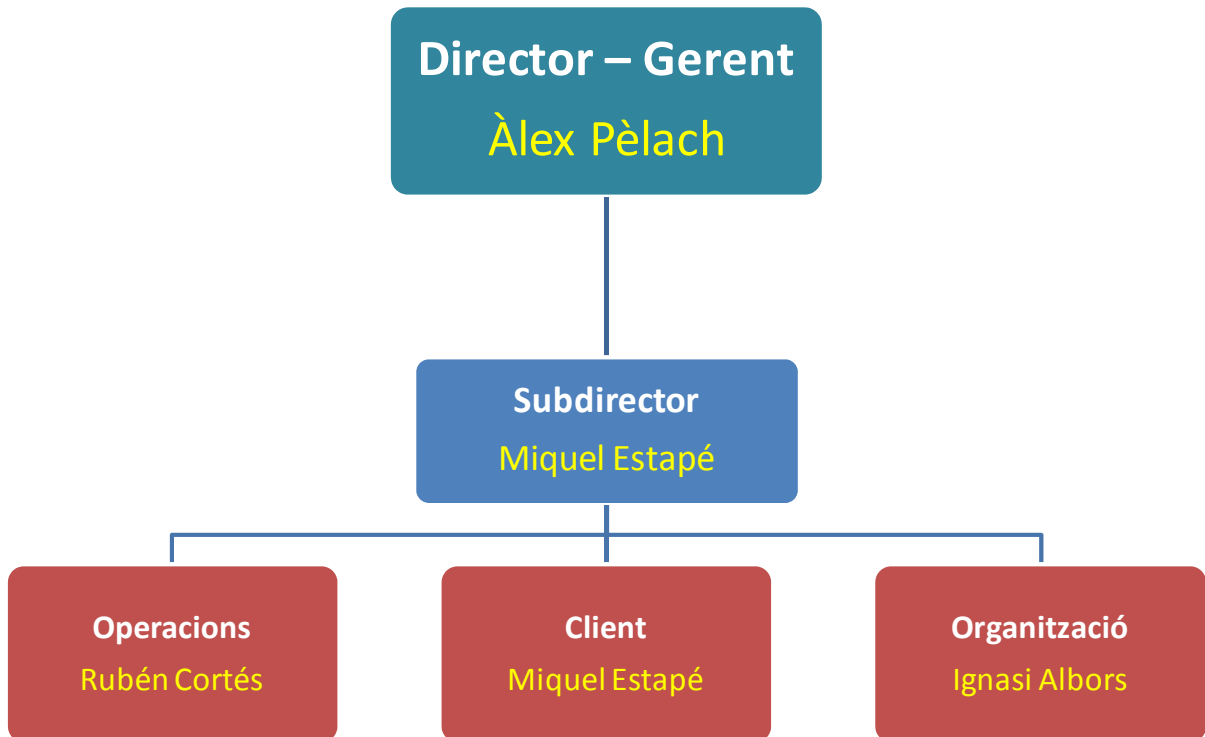 Director – Gerent
Àlex Pèlach
Subdirector
Miquel Estapé
Operacions
Rubén Cortés
Client
Miquel Estapé
Organització
Ignasi Albors